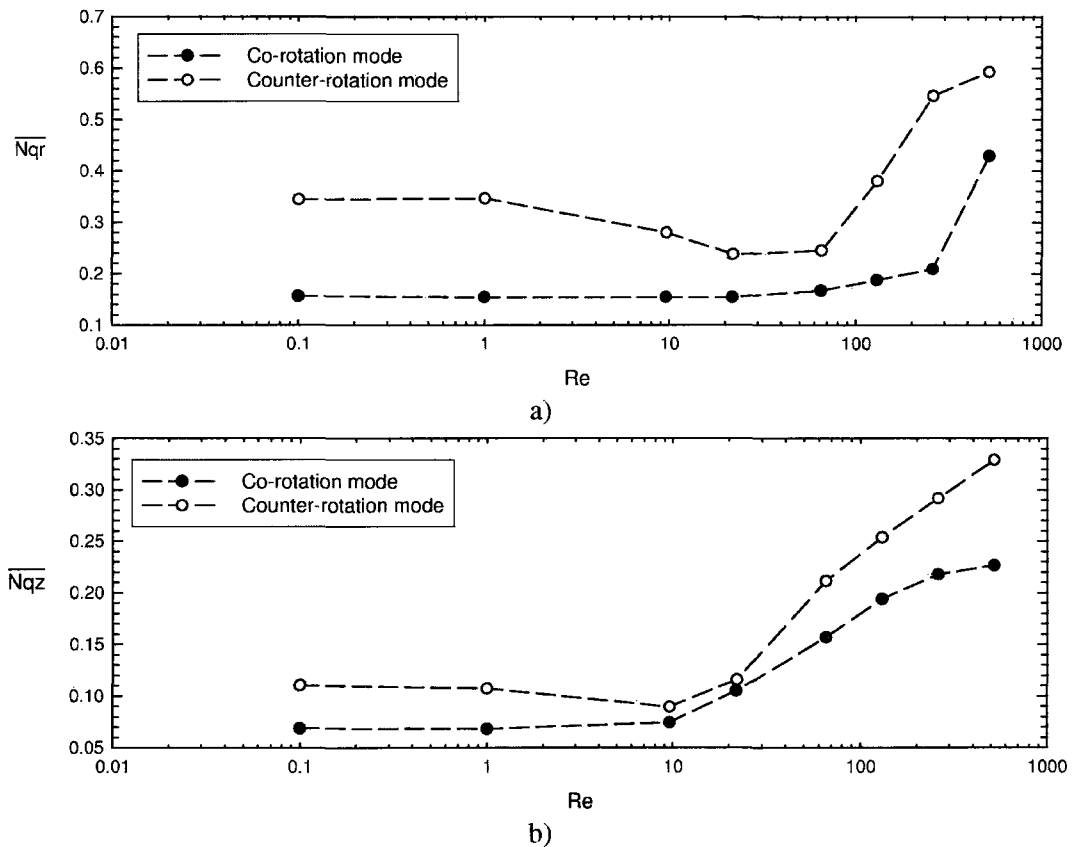 0.7
0.6
0.5
0.4
0.3
0.2
0.1
Nqr
Co-rotation mode
Counter-rotation mode
0.01
0.1
1
10
100
1000
Re
a)
0.35
0.30
0.25
0.20
0.15
0.10
0.05
Nqz
Co-rotation mode
Counter-rotation mode
0.01
0.1
1
10
100
1000
Re
b)